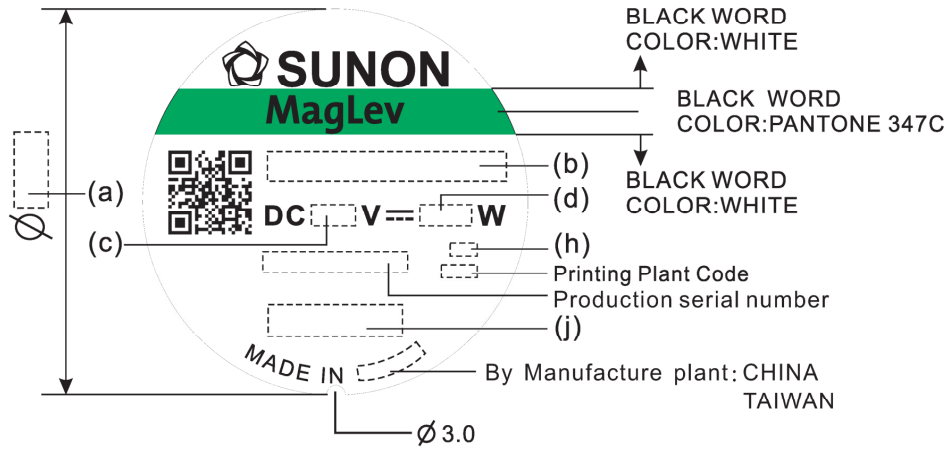 BLACK WORD
COLOR:WHITE
SUNON
MagLev
BLACK WORD
COLOR:PANTONE 347C
(a)
(b)
BLACK WORD
COLOR:WHITE
(d)
DC V W
Ø
(c)
(h)
Printing Plant Code
Production serial number
(j)
MADE IN
By Manufacture plant: CHINA
TAIWAN
Ø 3.0